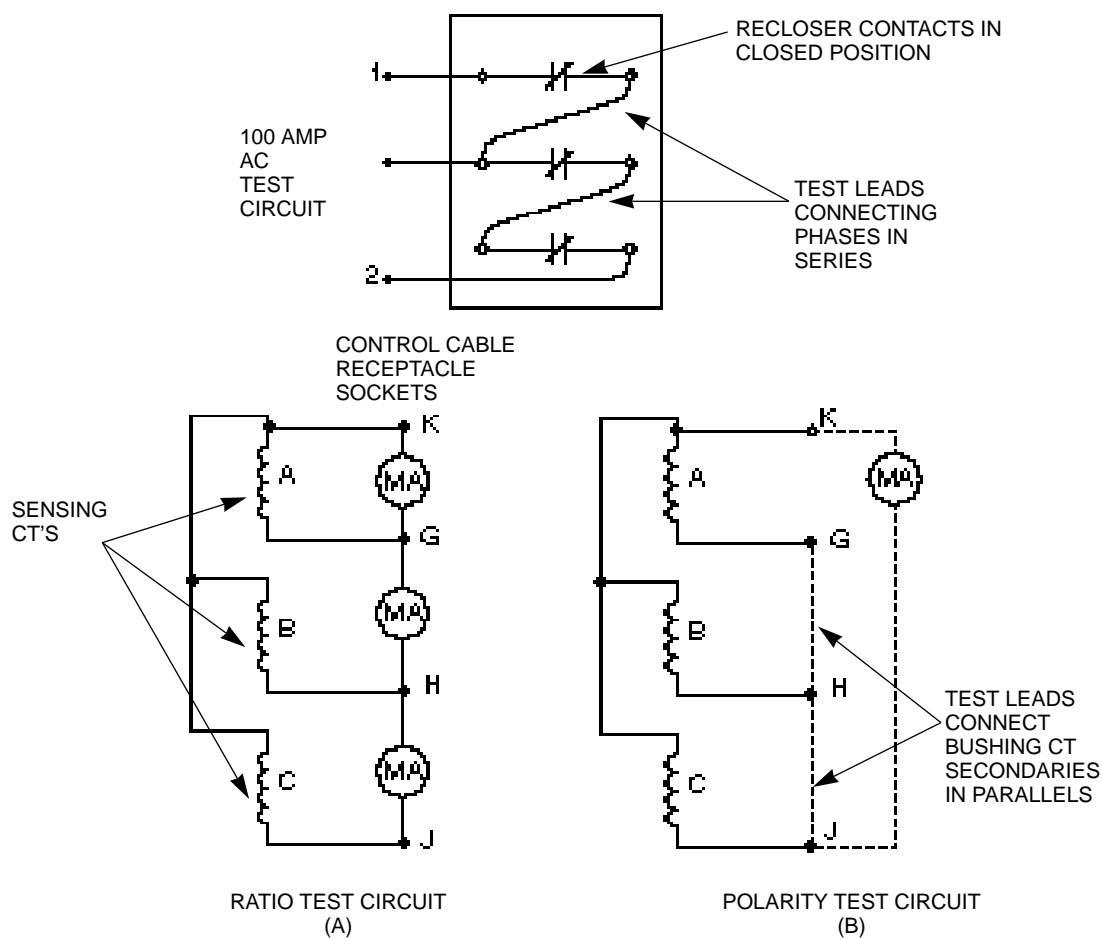 RECLOSER CONTACTS IN
CLOSED POSITION
1
100 AMP
AC
TEST
CIRCUIT
TEST LEADS
CONNECTING
PHASES IN
SERIES
2
CONTROL CABLE
RECEPTACLE
SOCKETS
K
A
MA
G
SENSING
CT'S
B
MA
H
C
MA
J
RATIO TEST CIRCUIT
(A)
K
A
MA
G
B
H
TEST LEADS
CONNECT
BUSHING CT
SECONDARIES
IN PARALLELS
C
J
POLARITY TEST CIRCUIT
(B)